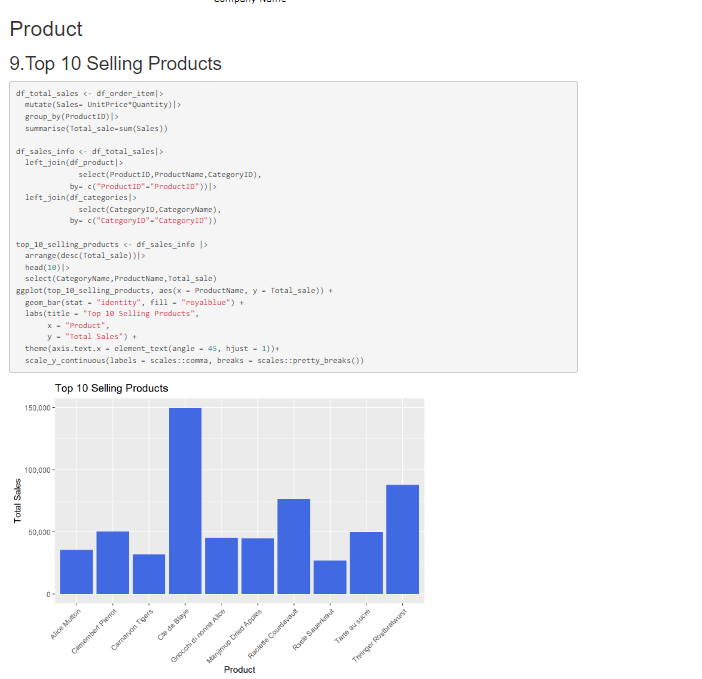 Company Name
Product
9.Top 10 Selling Products
df_total_sales <- df_order_item|>
mutate(Sales= UnitPrice*Quantity)|>
group_by(ProductID)|>
summarise(Total_sale=sum(Sales))
df_sales_info <- df_total_sales|>
left_join(df_product|>
select(ProductID,ProductName,CategoryID),
by= c("ProductID"="ProductID"))|>
left_join(df_categories|>
select(CategoryID,CategoryName),
by= c("CategoryID"="CategoryID"))
top_10_selling_products <- df_sales_info |>
arrange(desc(Total_sale))|>
head(10)|>
select(CategoryName,ProductName,Total_sale)
ggplot(top_10_selling_products, aes(x = ProductName, y = Total_sale)) +
geom_bar(stat = "identity", fill = "royalblue") +
labs(title = "Top 10 Selling Products",
x = "Product",
y = "Total Sales") +
theme(axis.text.x = element_text(angle = 45, hjust = 1))+
scale_y_continuous(labels = scales::comma, breaks = scales::pretty_breaks())
Top 10 Selling Products
150,000
100,000
50,000
0
Total Sales
Alice Mutton
Camembert Pierrot
Carnarvon Tigers
Cte de Blaye
Gnocchi di nonna Alice
Manjimup Dried Apples
Raclette Courdavault
Rssle Sauerkraut
Tarte au sucre
Thringer Rostbratwurst
Product